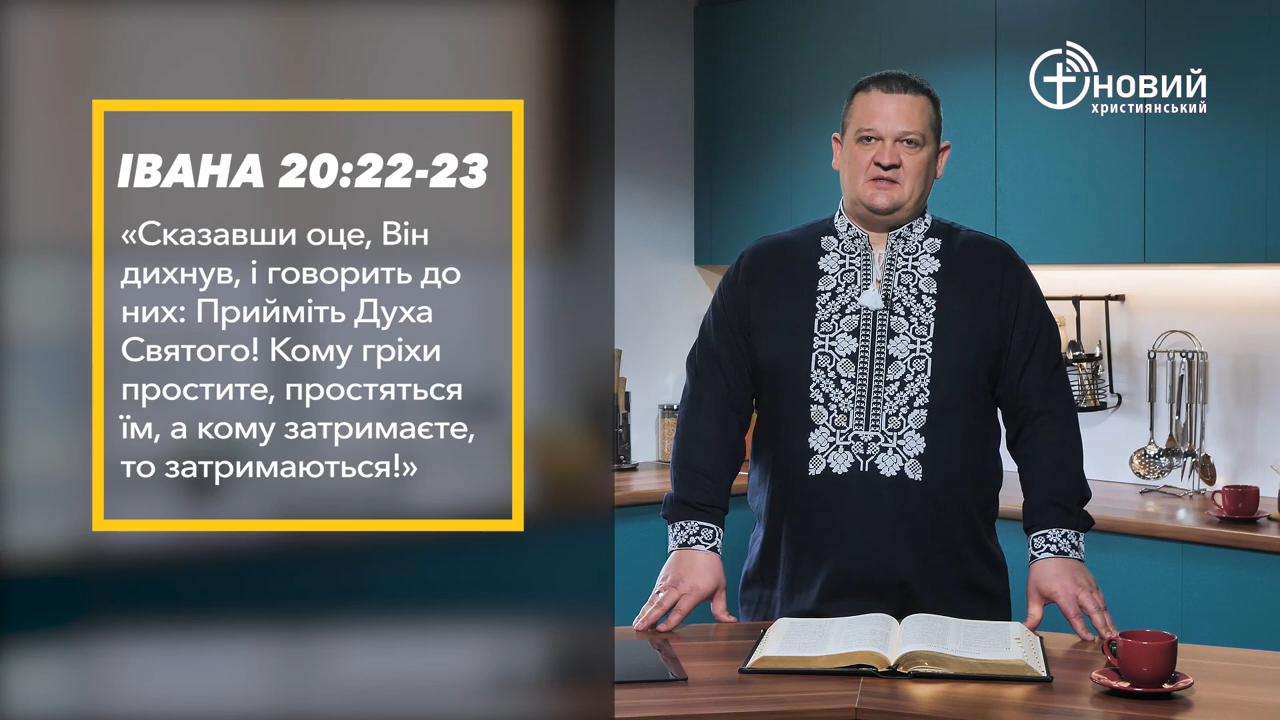 ІВАНА 20:22-23
«Сказавши оце, Він
дихнув, і говорить до
них: Прийміть Духа
Святого! Кому гріхи
простите, простяться
їм, а кому затримаєте,
то затримаються!»
НОВИЙ
християнський